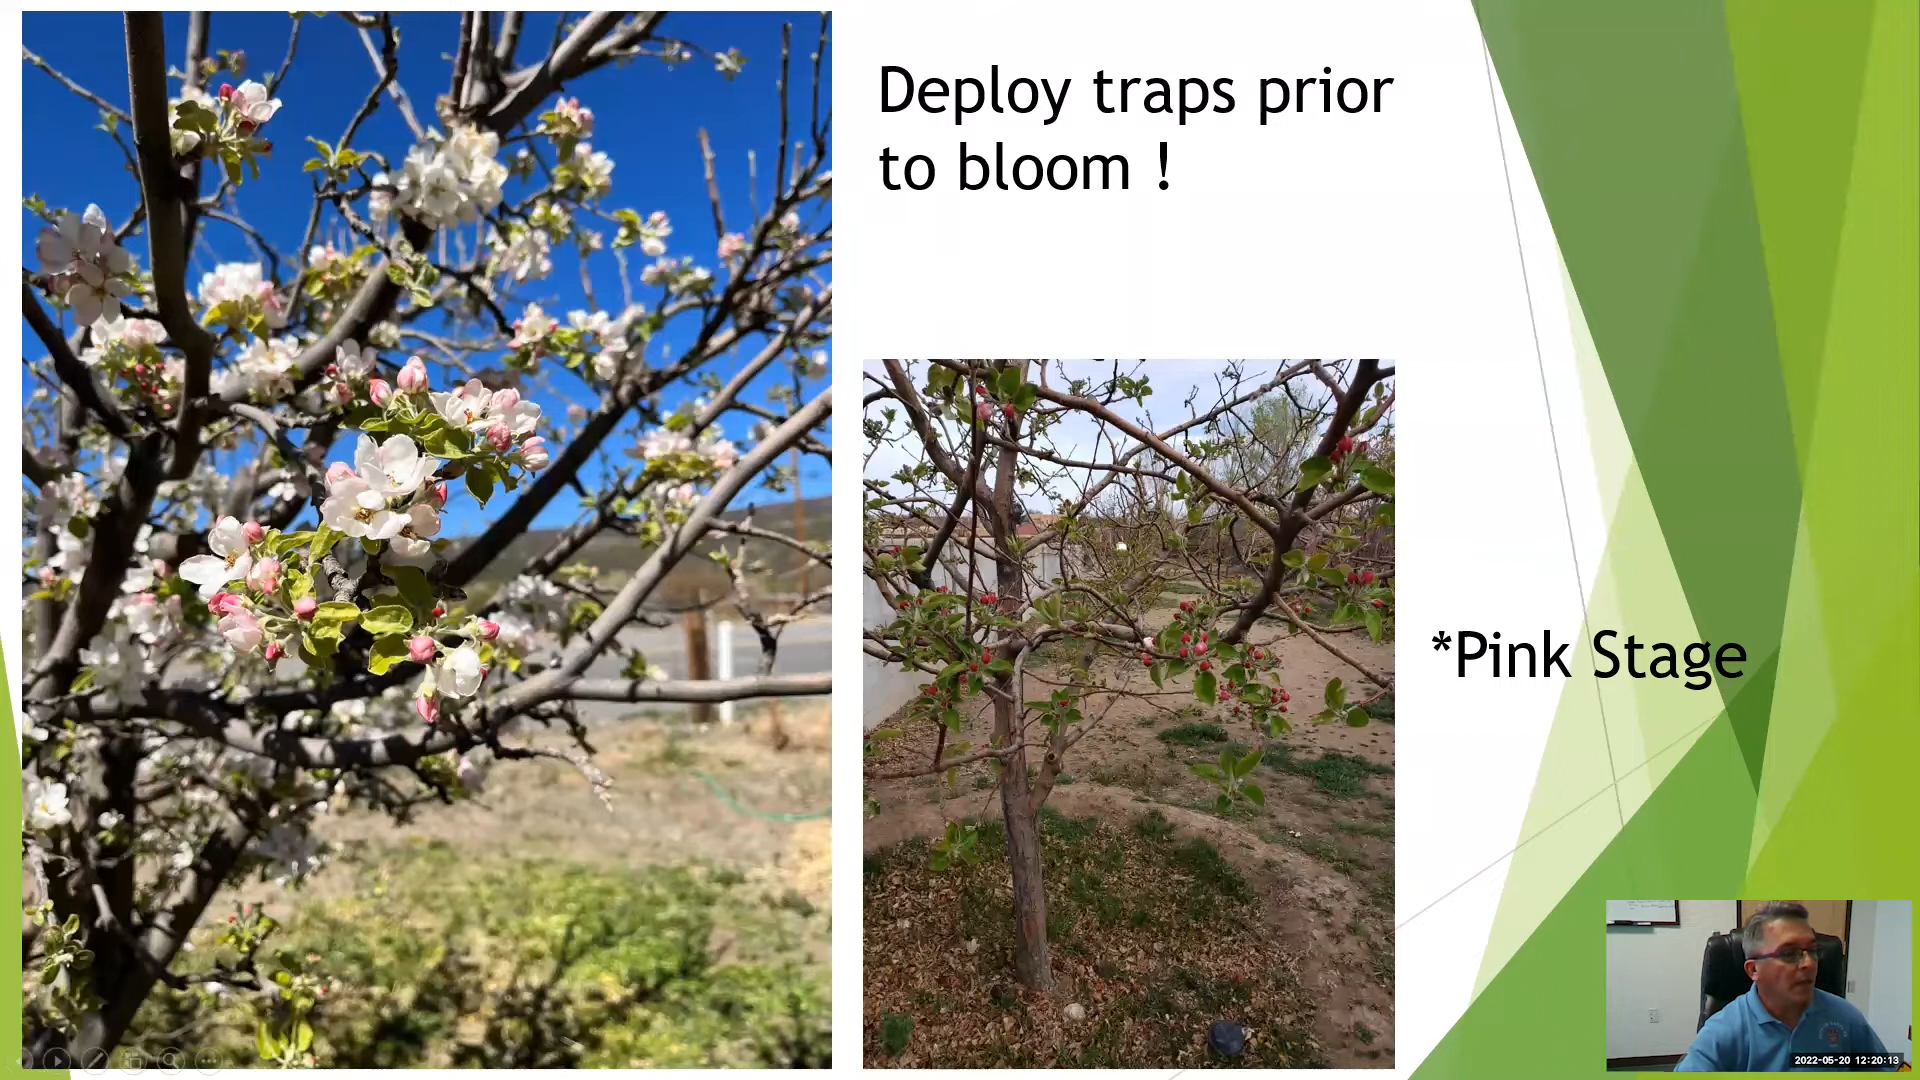 Deploy traps prior
to bloom !
*Pink Stage
2022-05-20 12:20:13